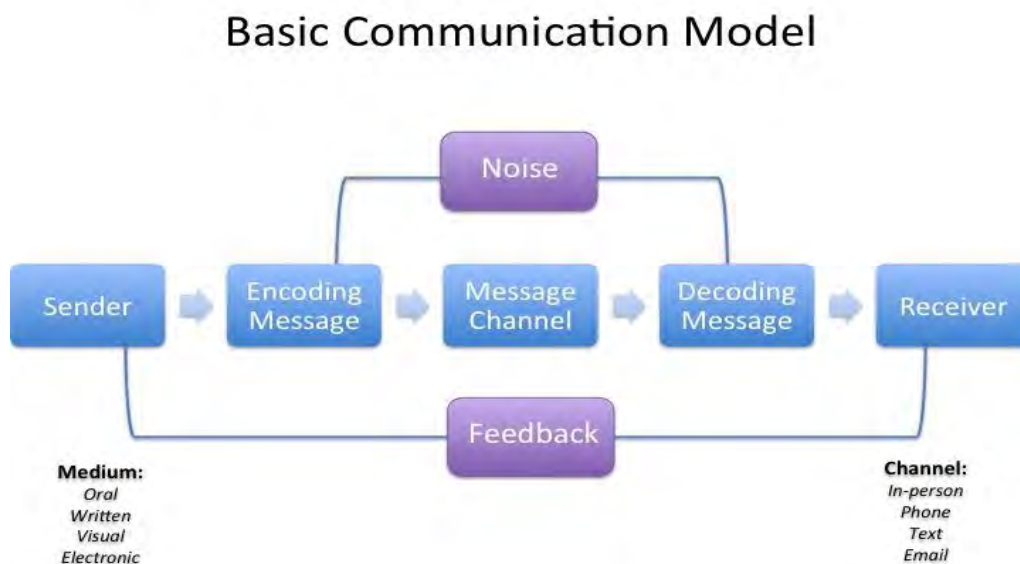 Basic Communication Model
Noise
Sender
Encoding
Message
Message
Channel
Decoding
Message
Receiver
Feedback
Medium:
Oral
Written
Visual
Electronic
Channel:
In-person
Phone
Text
Email